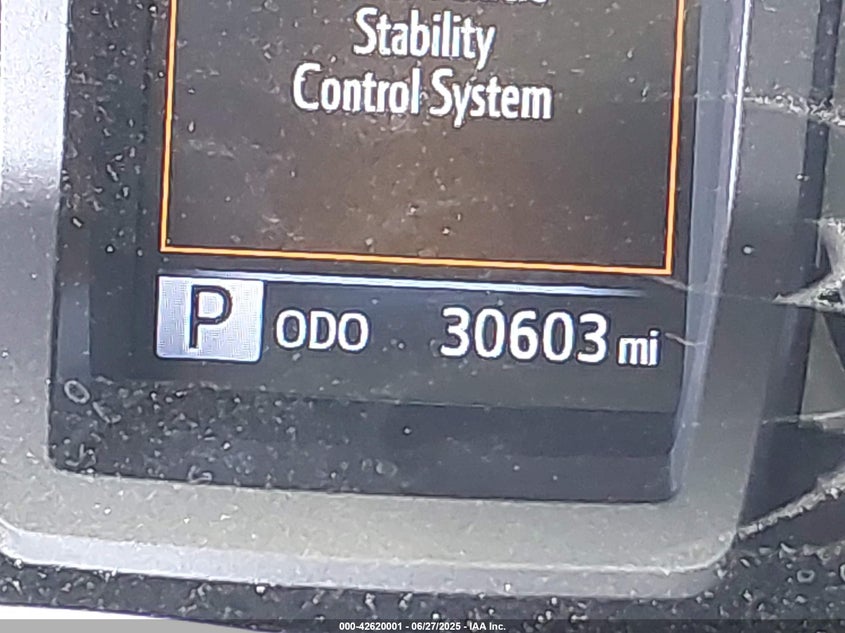 Stability
Control System
P ODO 30603 mi
000-42620001 - 06/27/2025 - IAA Inc.